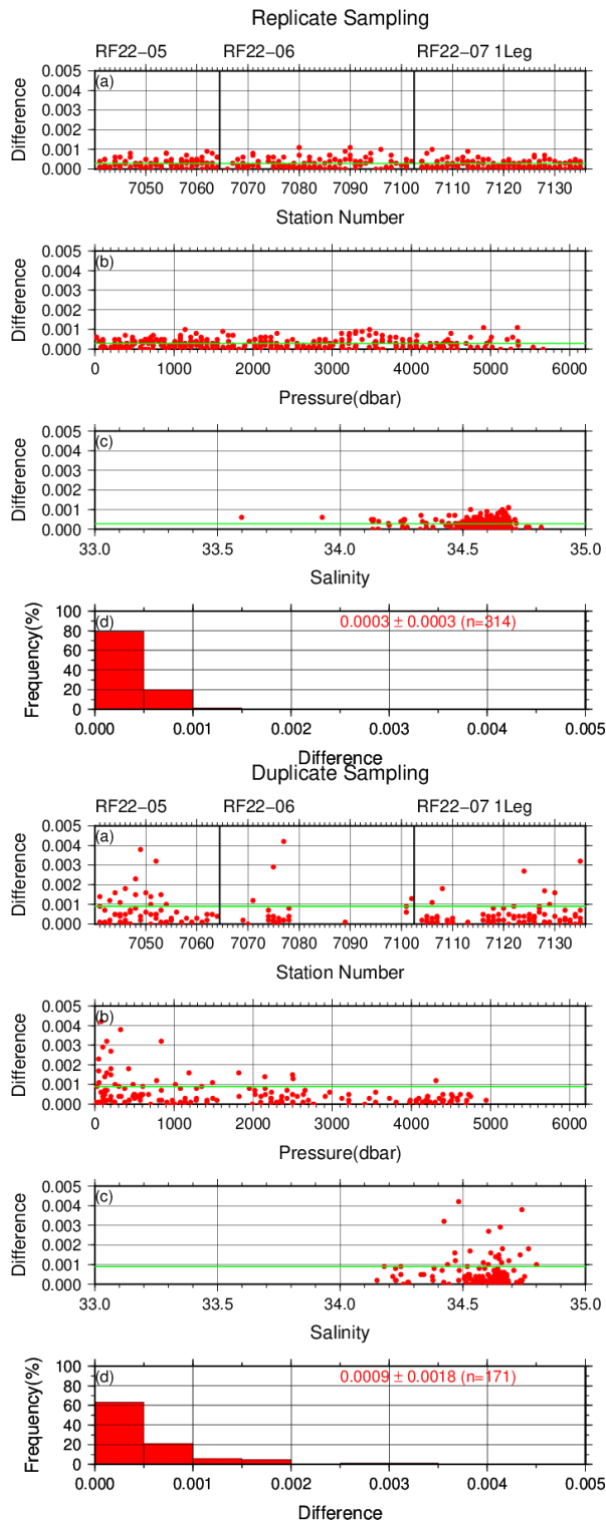 Replicate Sampling
RF22-05 RF22-06 RF22-07 1Leg
(a)
Difference
0.005
0.004
0.003
0.002
0.001
0.000
7050 7060 7070 7080 7090 7100 7110 7120 7130
Station Number
(b)
Difference
0.005
0.004
0.003
0.002
0.001
0.000
0 1000 2000 3000 4000 5000 6000
Pressure(dbar)
(c)
Difference
0.005
0.004
0.003
0.002
0.001
0.000
33.0 33.5 34.0 34.5 35.0
Salinity
(d)
0.0003 ± 0.0003 (n=314)
Frequency(%)
100
80
60
40
20
0
0.000 0.001 0.002 0.003 0.004 0.005
Difference
Duplicate Sampling
RF22-05 RF22-06 RF22-07 1Leg
(a)
Difference
0.005
0.004
0.003
0.002
0.001
0.000
7050 7060 7070 7080 7090 7100 7110 7120 7130
Station Number
(b)
Difference
0.005
0.004
0.003
0.002
0.001
0.000
0 1000 2000 3000 4000 5000 6000
Pressure(dbar)
(c)
Difference
0.005
0.004
0.003
0.002
0.001
0.000
33.0 33.5 34.0 34.5 35.0
Salinity
(d)
0.0009 ± 0.0018 (n=171)
Frequency(%)
100
80
60
40
20
0
0.000 0.001 0.002 0.003 0.004 0.005
Difference